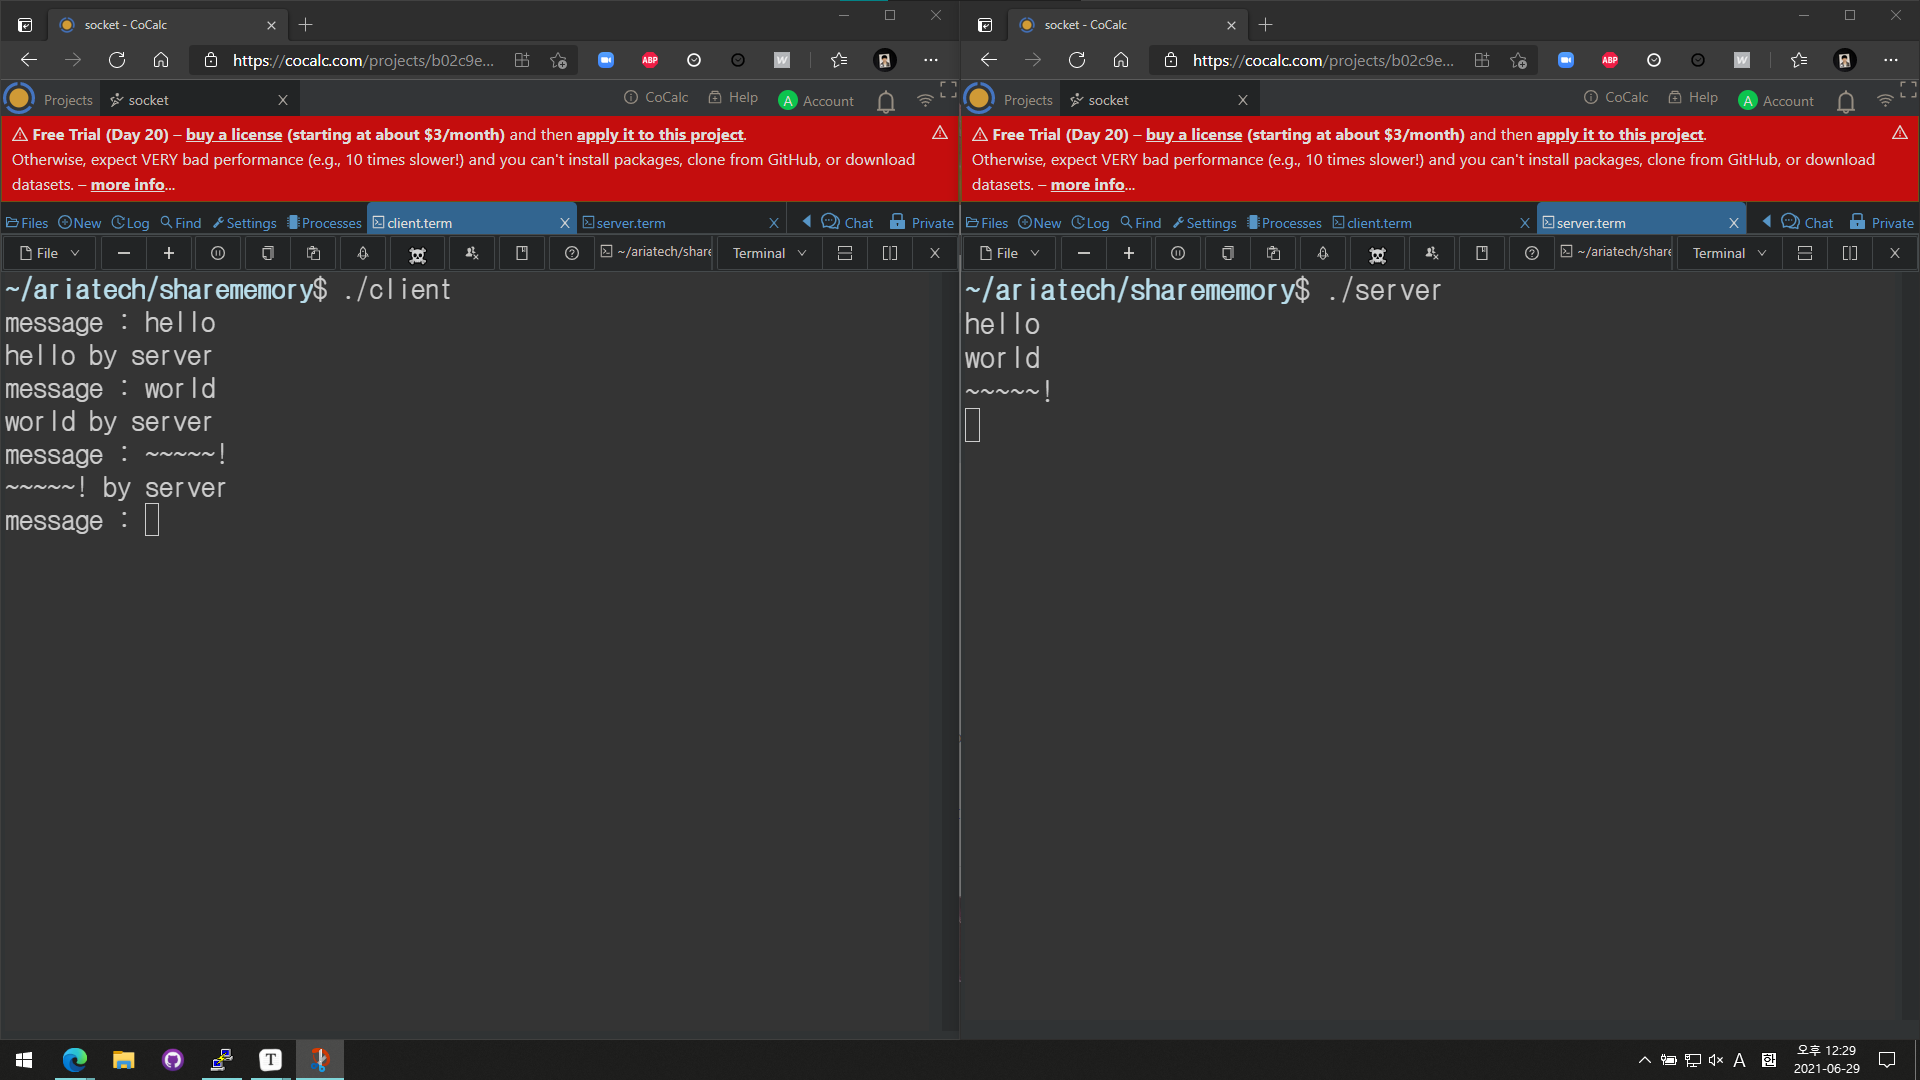 socket - CoCalc
https://cocalc.com/projects/b02c9e...
ABP
W
Projects
socket
CoCalc
Help
A Account
Free Trial (Day 20) – buy a license (starting at about $3/month) and then apply it to this project.
Otherwise, expect VERY bad performance (e.g., 10 times slower!) and you can't install packages, clone from GitHub, or download
datasets. – more info...
Files New Log Find Settings Processes client.term server.term Chat Private
File ~/ariatech/share Terminal
~/ariatech/sharememory$ ./client
message : hello
hello by server
message : world
world by server
message : ~~~~~!
~~~~~! by server
message :
socket - CoCalc
https://cocalc.com/projects/b02c9e...
ABP
W
Projects
socket
CoCalc
Help
A Account
Free Trial (Day 20) – buy a license (starting at about $3/month) and then apply it to this project.
Otherwise, expect VERY bad performance (e.g., 10 times slower!) and you can't install packages, clone from GitHub, or download
datasets. – more info...
Files New Log Find Settings Processes client.term server.term Chat Private
File ~/ariatech/share Terminal
~/ariatech/sharememory$ ./server
hello
world
~~~~~!
T
A
오후 12:29
2021-06-29